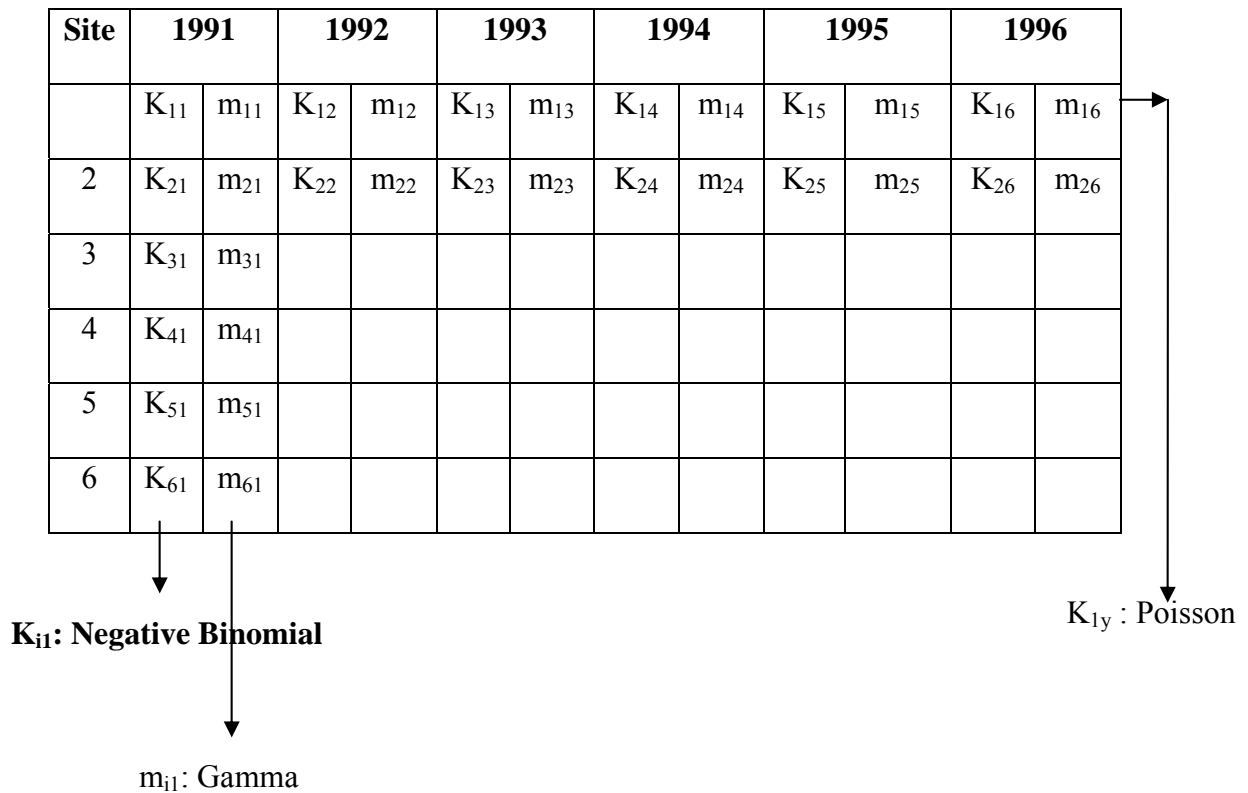 Site 1991 1992 1993 1994 1995 1996
K₁₁ m₁₁ K₁₂ m₁₂ K₁₃ m₁₃ K₁₄ m₁₄ K₁₅ m₁₅ K₁₆ m₁₆
2 K₂₁ m₂₁ K₂₂ m₂₂ K₂₃ m₂₃ K₂₄ m₂₄ K₂₅ m₂₅ K₂₆ m₂₆
3 K₃₁ m₃₁
4 K₄₁ m₄₁
5 K₅₁ m₅₁
6 K₆₁ m₆₁
K₁y : Poisson
Kᵢ₁: Negative Binomial
mᵢ₁: Gamma